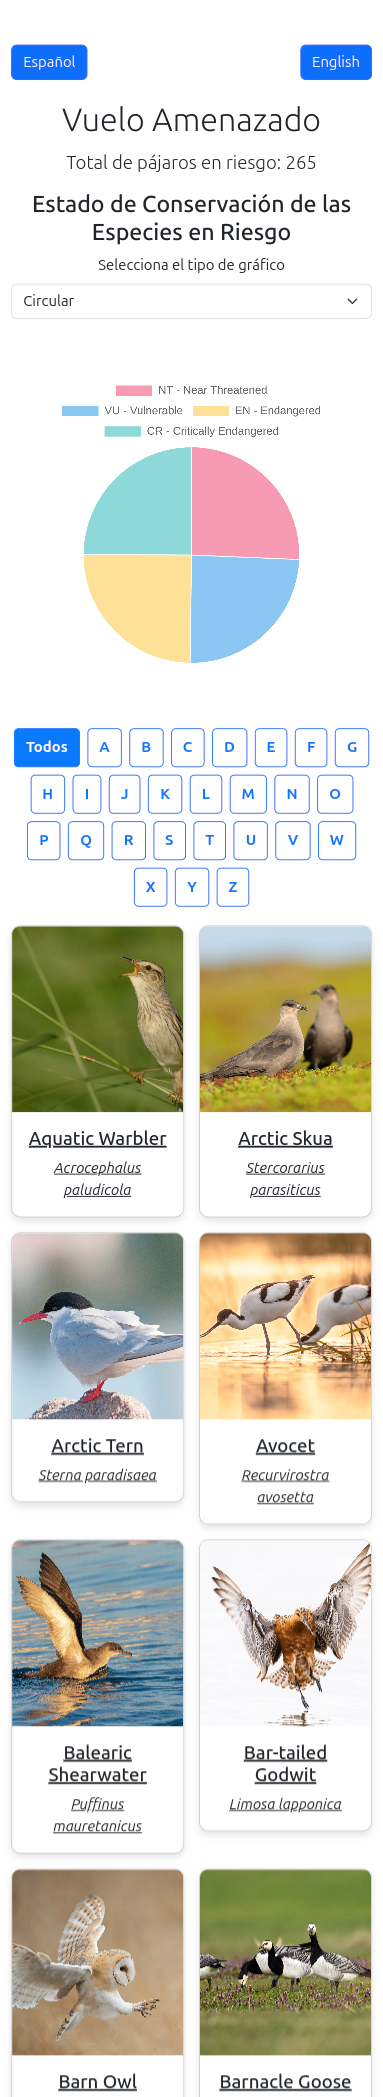 Español English
Vuelo Amenazado
Total de pájaros en riesgo: 265
Estado de Conservación de las
Especies en Riesgo
Selecciona el tipo de gráfico
Circular
NT - Near Threatened
VU - Vulnerable EN - Endangered
CR - Critically Endangered
Todos A B C D E F G
H I J K L M N O
P Q R S T U V W
X Y Z
Aquatic Warbler
Acrocephalus
paludicola
Arctic Skua
Stercorarius
parasiticus
Arctic Tern
Sterna paradisaea
Avocet
Recurvirostra
avosetta
Balearic
Shearwater
Puffinus
mauretanicus
Bar-tailed
Godwit
Limosa lapponica
Barn Owl
Barnacle Goose